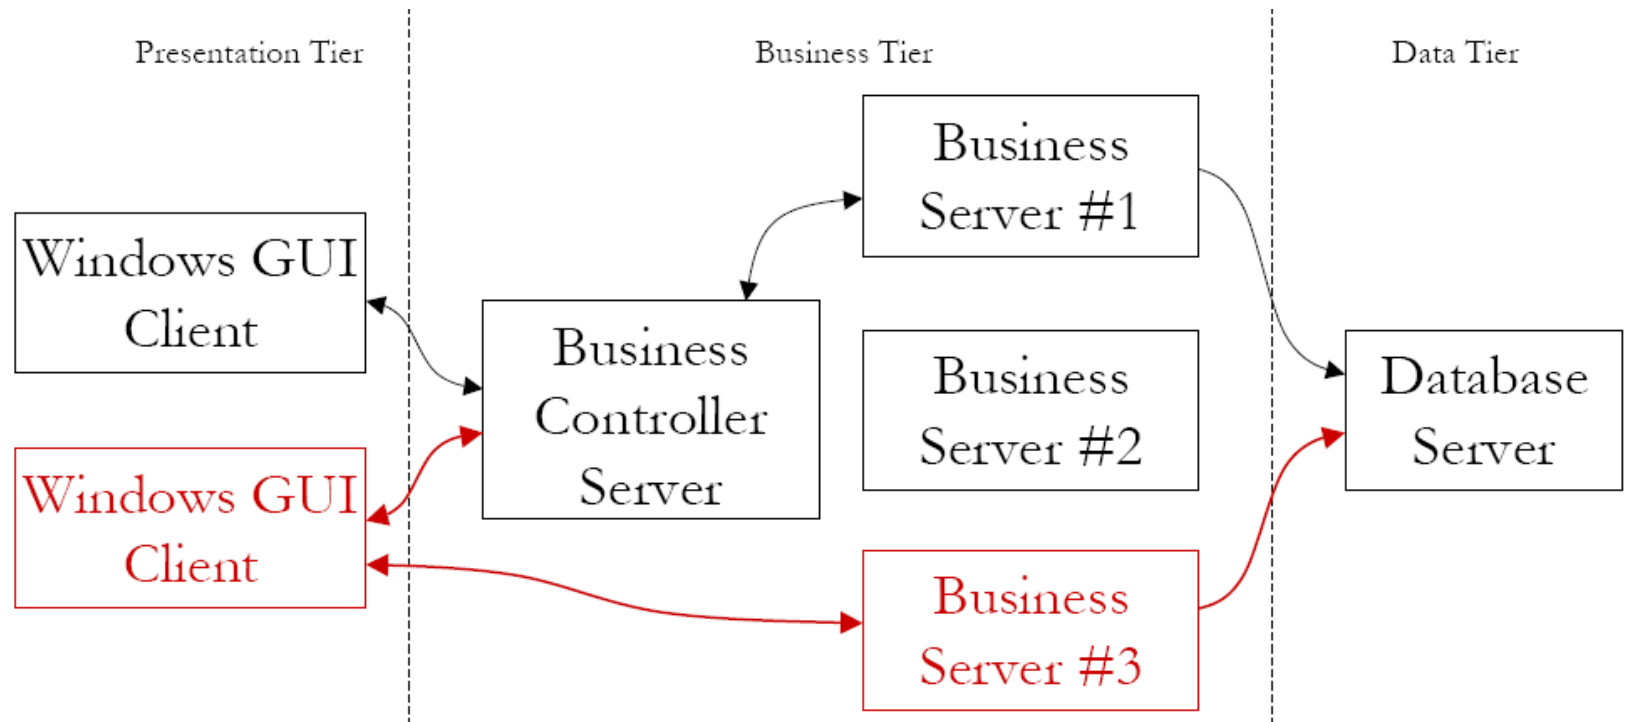 Presentation Tier
Business Tier
Data Tier
Windows GUI
Client
Windows GUI
Client
Business
Controller
Server
Business
Server #1
Business
Server #2
Business
Server #3
Database
Server